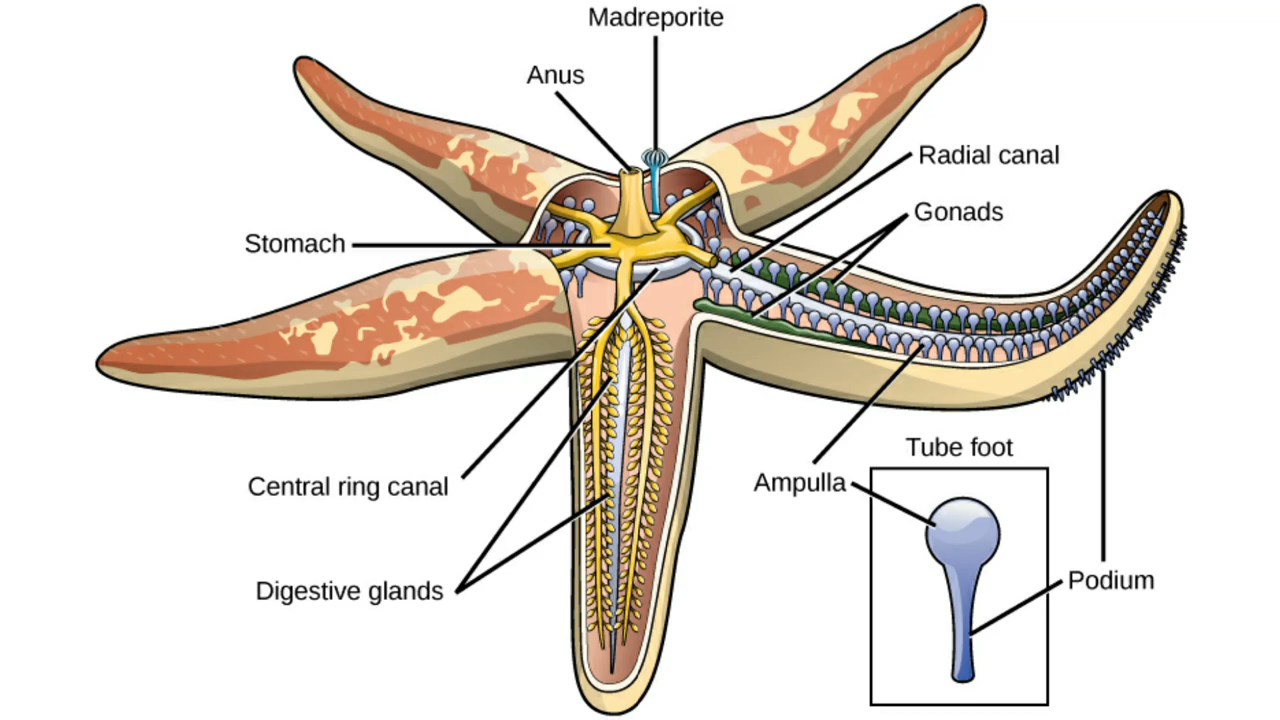 Madreporite
Anus
Radial canal
Gonads
Stomach
Tube foot
Ampulla
Central ring canal
Podium
Digestive glands